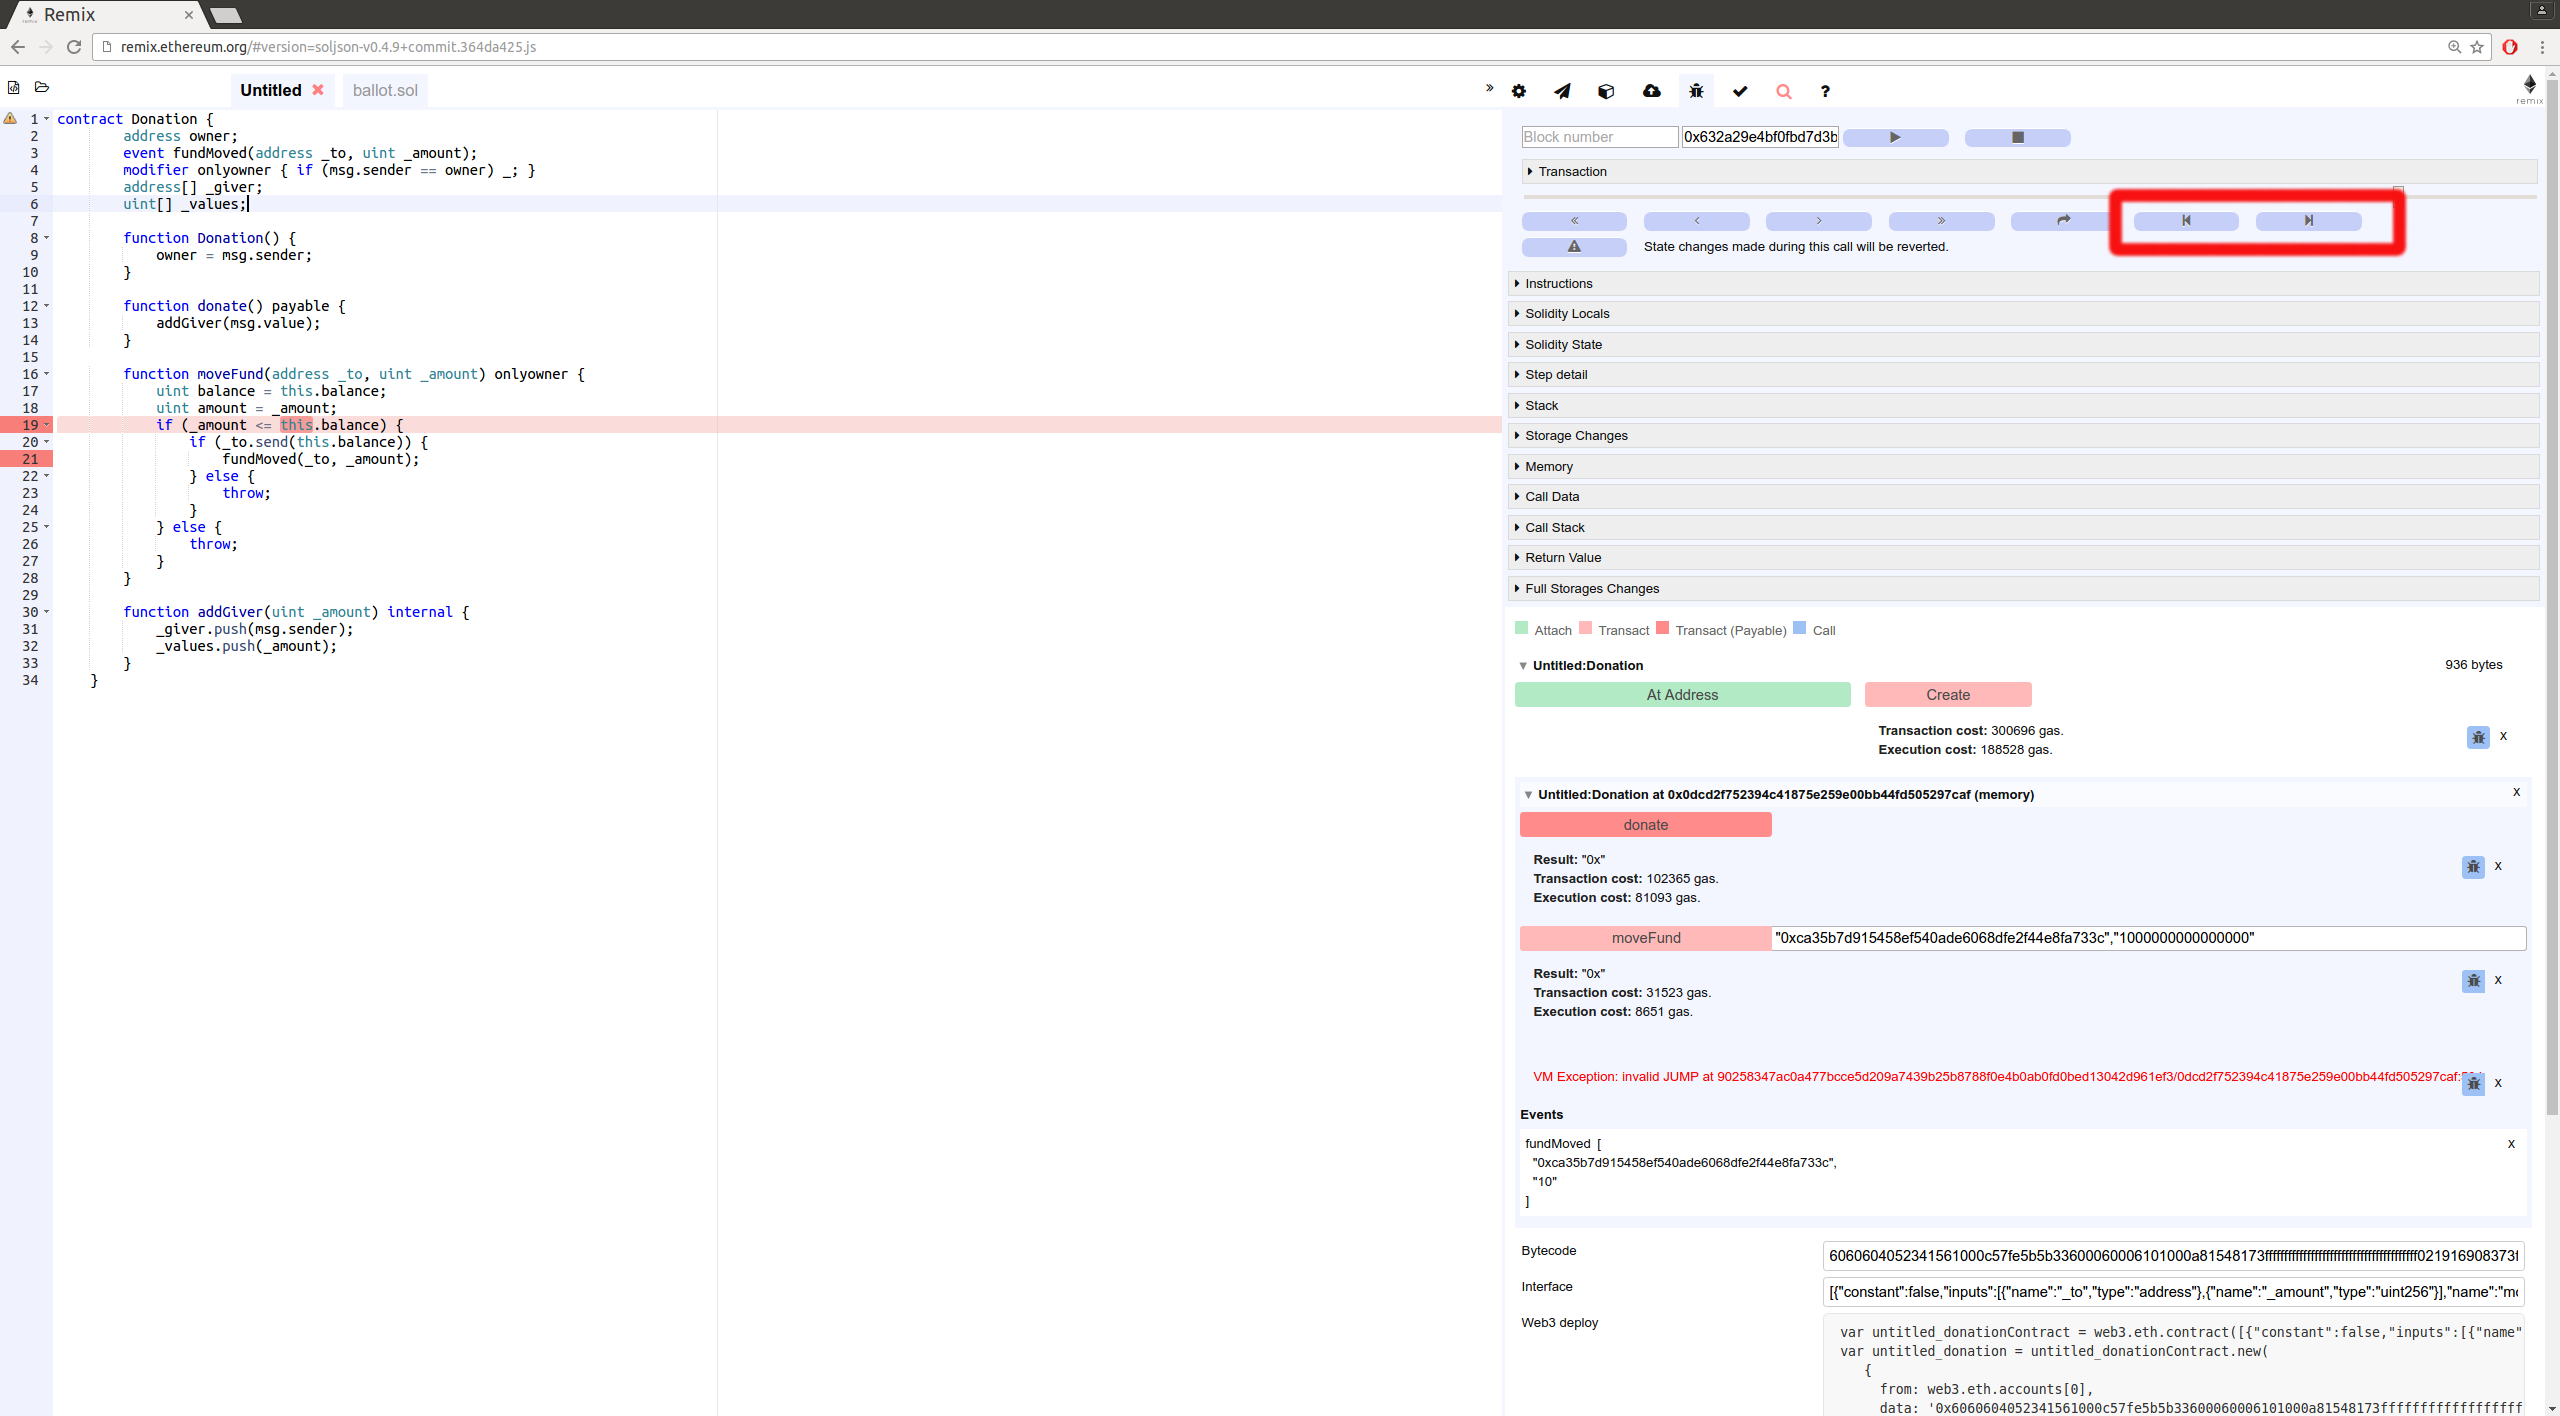 Remix
remix.ethereum.org/#version=soljson-v0.4.9+commit.364da425.js
Untitled ballot.sol
remix
1 contract Donation {
2 address owner;
3 event fundMoved(address _to, uint _amount);
4 modifier onlyowner { if (msg.sender == owner) _; }
5 address[] _giver;
6 uint[] _values;
7
8 function Donation() {
9 owner = msg.sender;
10 }
11
12 function donate() payable {
13 addGiver(msg.value);
14 }
15
16 function moveFund(address _to, uint _amount) onlyowner {
17 uint balance = this.balance;
18 uint amount = _amount;
19 if (_amount <= this.balance) {
20 if (_to.send(this.balance)) {
21 fundMoved(_to, _amount);
22 } else {
23 throw;
24 }
25 } else {
26 throw;
27 }
28 }
29
30 function addGiver(uint _amount) internal {
31 _giver.push(msg.sender);
32 _values.push(_amount);
33 }
34 }
Block number 0x632a29e4bf0fbd7d3b
Transaction
State changes made during this call will be reverted.
Instructions
Solidity Locals
Solidity State
Step detail
Stack
Storage Changes
Memory
Call Data
Call Stack
Return Value
Full Storages Changes
Attach Transact Transact (Payable) Call
Untitled:Donation 936 bytes
At Address Create
Transaction cost: 300696 gas. x
Execution cost: 188528 gas.
Untitled:Donation at 0x0dcd2f752394c41875e259e00bb44fd505297caf (memory) x
donate
Result: "0x"
Transaction cost: 102365 gas. x
Execution cost: 81093 gas.
moveFund "0xca35b7d915458ef540ade6068dfe2f44e8fa733c","1000000000000000"
Result: "0x"
Transaction cost: 31523 gas. x
Execution cost: 8651 gas.
VM Exception: invalid JUMP at 90258347ac0a477bcce5d209a7439b25b8788f0e4b0ab0fd0bed13042d961ef3/0dcd2f752394c41875e259e00bb44fd505297caf: x
Events
fundMoved [ x
"0xca35b7d915458ef540ade6068dfe2f44e8fa733c",
"10"
]
Bytecode
Interface [{"constant":false,"inputs":[{"name":"_to","type":"address"},{"name":"_amount","type":"uint256"}],"name":"mo
Web3 deploy
var untitled_donationContract = web3.eth.contract([{"constant":false,"inputs":[{"name"
var untitled_donation = untitled_donationContract.new(
{
from: web3.eth.accounts[0],
data: